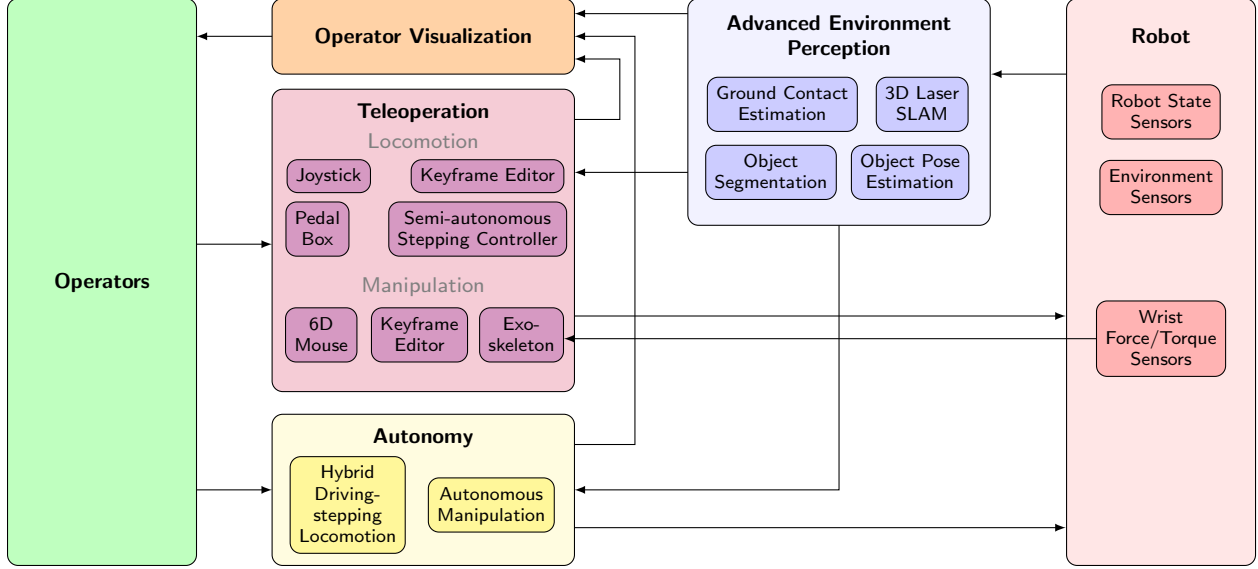 Operators
Operator Visualization
Teleoperation
Locomotion
Joystick
Keyframe Editor
Pedal
Box
Semi-autonomous
Stepping Controller
Manipulation
6D
Mouse
Keyframe
Editor
Exo-
skeleton
Autonomy
Hybrid
Driving-
stepping
Locomotion
Autonomous
Manipulation
Advanced Environment
Perception
Ground Contact
Estimation
3D Laser
SLAM
Object
Segmentation
Object Pose
Estimation
Robot
Robot State
Sensors
Environment
Sensors
Wrist
Force/Torque
Sensors